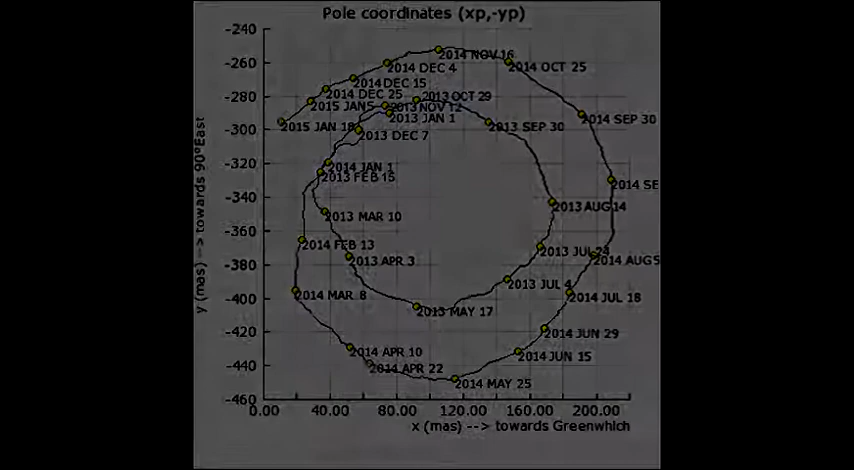 Pole coordinates (xp,-yp)
-240
-260
-280
-300
-320
-340
-360
-380
-400
-420
-440
-460
y (mas) --> towards 90°East
2014 NOV 16
2014 OCT 25
2014 DEC 4
2014 DEC 15
2014 DEC 25
2013 OCT 29
2015 JAN5
2013 NOV 12
2013 JAN 1
2014 SEP 30
2015 JAN 18
2013 SEP 30
2013 DEC 7
2014 JAN 1
2013 FEB 15
2014 SE
2013 AUG14
2013 MAR 10
2014 FEB 13
2013 JUL 24
2013 APR 3
2014 AUG5
2013 JUL 4
2014 MAR 8
2014 JUL 18
2013 MAY 17
2014 JUN 29
2014 APR 10
2014 JUN 15
2014 APR 22
2014 MAY 25
0.00 40.00 80.00 120.00 160.00 200.00
x (mas) --> towards Greenwhich